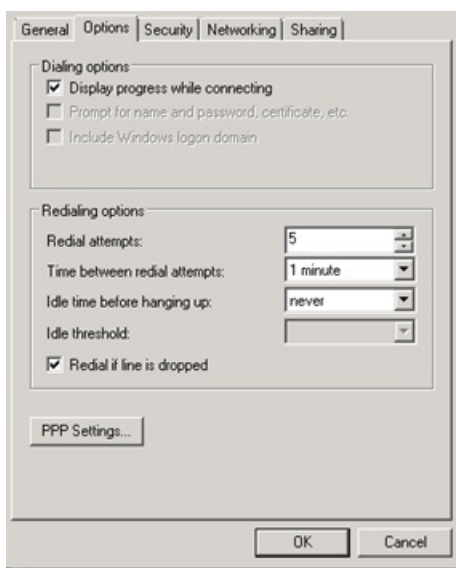 General Options Security Networking Sharing
Dialing options
Display progress while connecting
Prompt for name and password, certificate, etc.
Include Windows logon domain
Redialing options
Redial attempts: 5
Time between redial attempts: 1 minute
Idle time before hanging up: never
Idle threshold:
Redial if line is dropped
PPP Settings...
OK Cancel